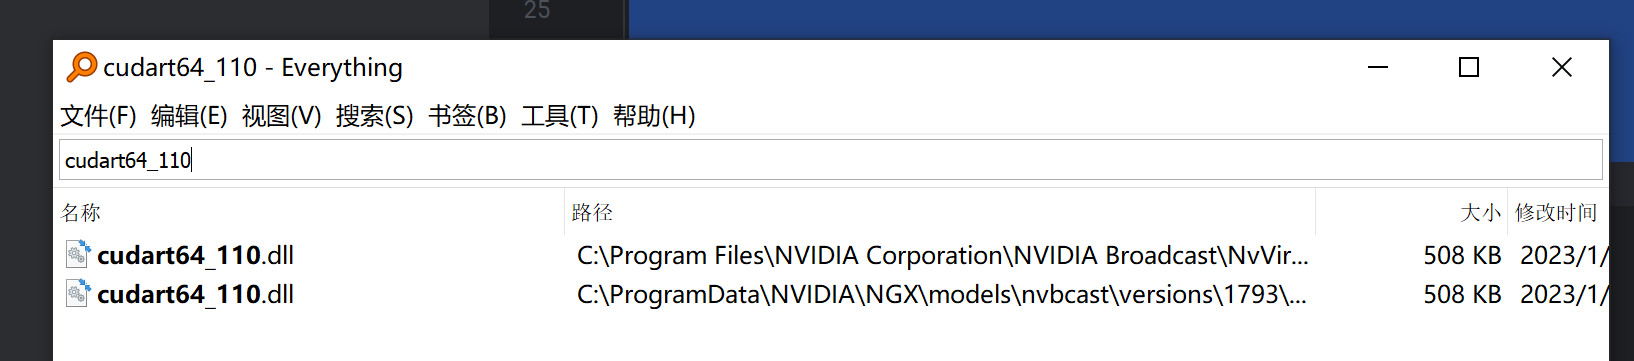 25
cudart64_110 - Everything
文件(F) 编辑(E) 视图(V) 搜索(S) 书签(B) 工具(T) 帮助(H)
cudart64_110
名称 路径 大小 修改时间
cudart64_110.dll C:\Program Files\NVIDIA Corporation\NVIDIA Broadcast\NvVir... 508 KB 2023/1/
cudart64_110.dll C:\ProgramData\NVIDIA\NGX\models\nvbcast\versions\1793\... 508 KB 2023/1/